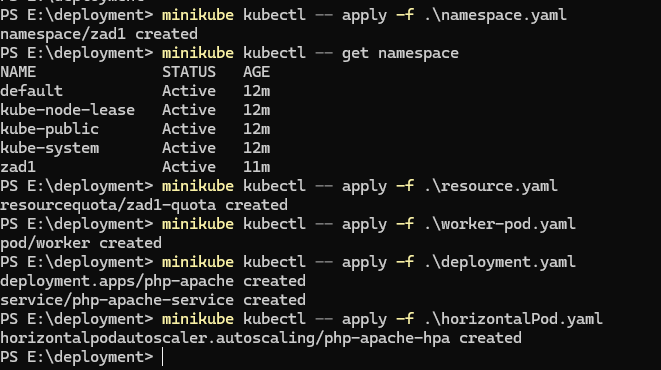 PS E:\deployment> minikube kubectl -- apply -f .\namespace.yaml
namespace/zad1 created
PS E:\deployment> minikube kubectl -- get namespace
NAME              STATUS   AGE
default           Active   12m
kube-node-lease   Active   12m
kube-public       Active   12m
kube-system       Active   12m
zad1              Active   11m
PS E:\deployment> minikube kubectl -- apply -f .\resource.yaml
resourcequota/zad1-quota created
PS E:\deployment> minikube kubectl -- apply -f .\worker-pod.yaml
pod/worker created
PS E:\deployment> minikube kubectl -- apply -f .\deployment.yaml
deployment.apps/php-apache created
service/php-apache-service created
PS E:\deployment> minikube kubectl -- apply -f .\horizontalPod.yaml
horizontalpodautoscaler.autoscaling/php-apache-hpa created
PS E:\deployment>